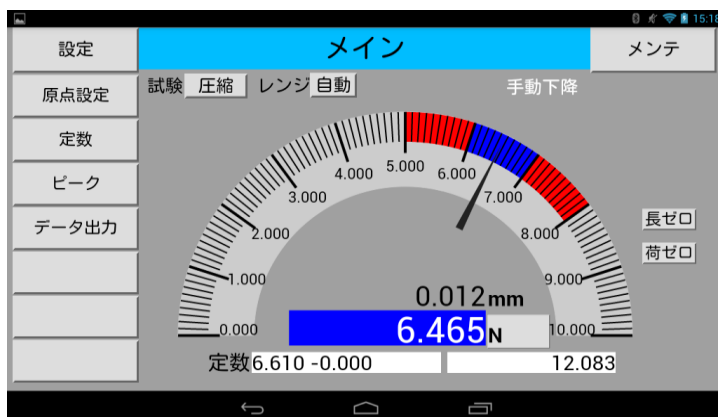 15:18
設定 メイン メンテ
試験 圧縮 レンジ 自動 手動下降
原点設定
定数
ピーク
データ出力
0.000 1.000 2.000 3.000 4.000 5.000 6.000 7.000 8.000 9.000 10.000
長ゼロ
荷ゼロ
0.012mm
6.465N
定数 6.610 -0.000 12.083